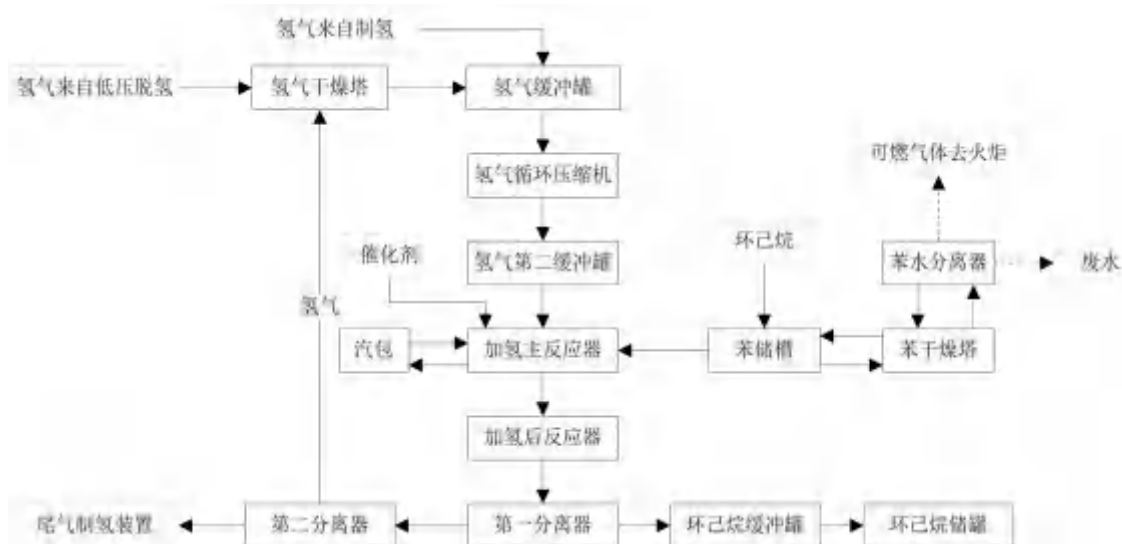 氢气来自制氢
氢气来自低压脱氢
氢气干燥塔
氢气缓冲罐
氢气循环压缩机
可燃气体去火炬
催化剂
氢气第二缓冲罐
环己烷
苯水分离器
废水
氢气
汽包
加氢主反应器
苯储槽
苯干燥塔
加氢后反应器
尾气制氢装置
第二分离器
第一分离器
环己烷缓冲罐
环己烷储罐